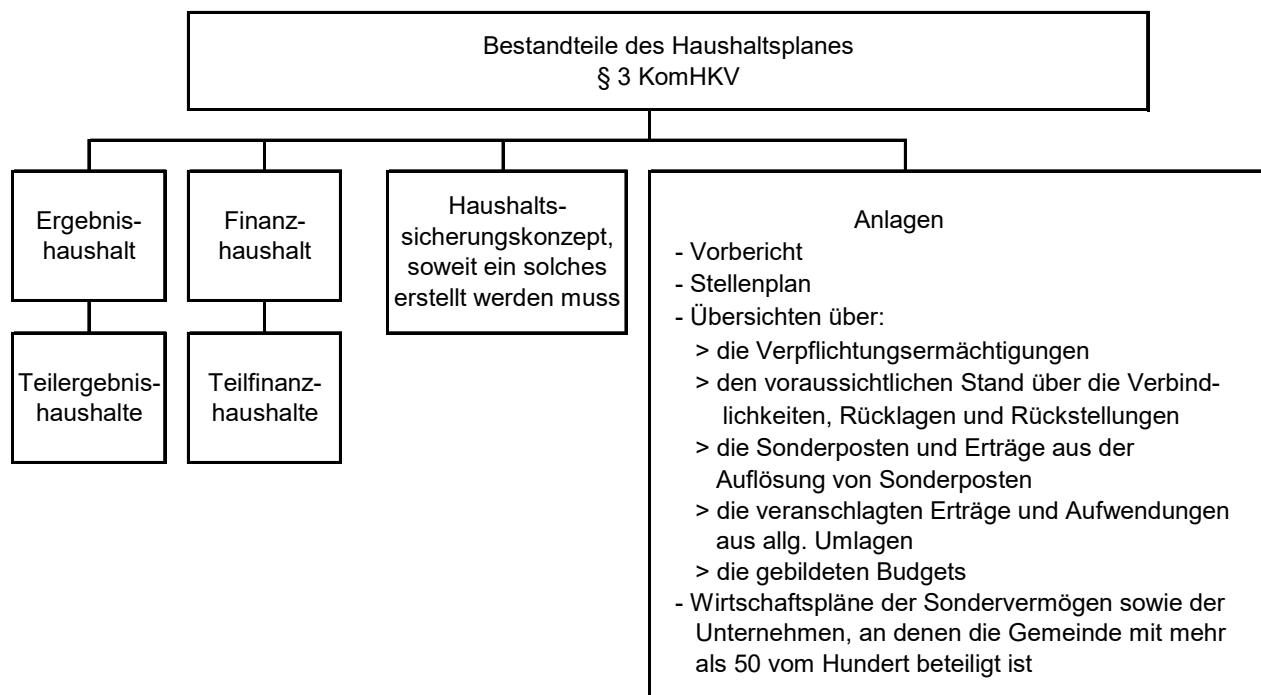 Bestandteile des Haushaltsplanes
§ 3 KomHKV
Ergebnis-
haushalt
Finanz-
haushalt
Haushalts-
sicherungskonzept,
soweit ein solches
erstellt werden muss
Teilergebnis-
haushalte
Teilfinanz-
haushalte
Anlagen
- Vorbericht
- Stellenplan
- Übersichten über:
> die Verpflichtungsermächtigungen
> den voraussichtlichen Stand über die Verbind-
lichkeiten, Rücklagen und Rückstellungen
> die Sonderposten und Erträge aus der
Auflösung von Sonderposten
> die veranschlagten Erträge und Aufwendungen
aus allg. Umlagen
> die gebildeten Budgets
- Wirtschaftspläne der Sondervermögen sowie der
Unternehmen, an denen die Gemeinde mit mehr
als 50 vom Hundert beteiligt ist